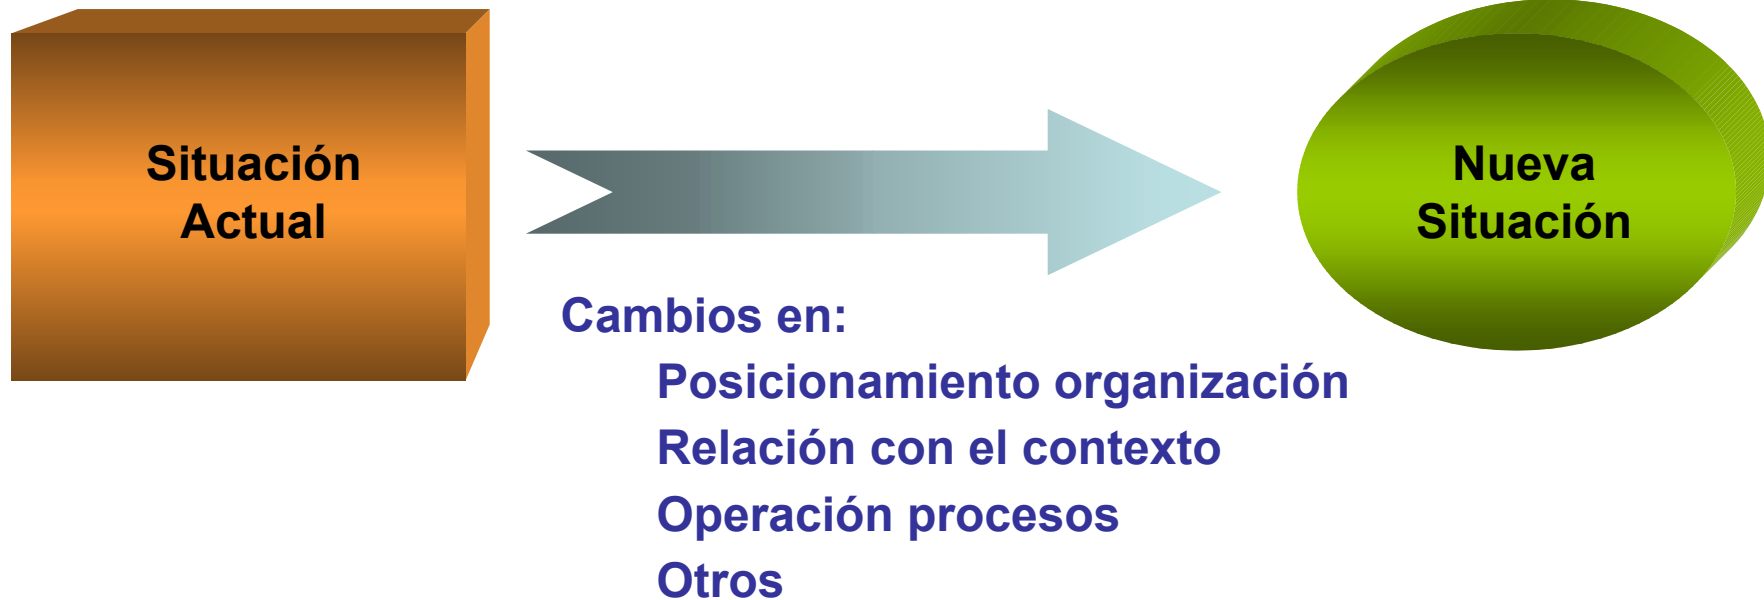 Situación
Actual
Nueva
Situación
Cambios en:
Posicionamiento organización
Relación con el contexto
Operación procesos
Otros